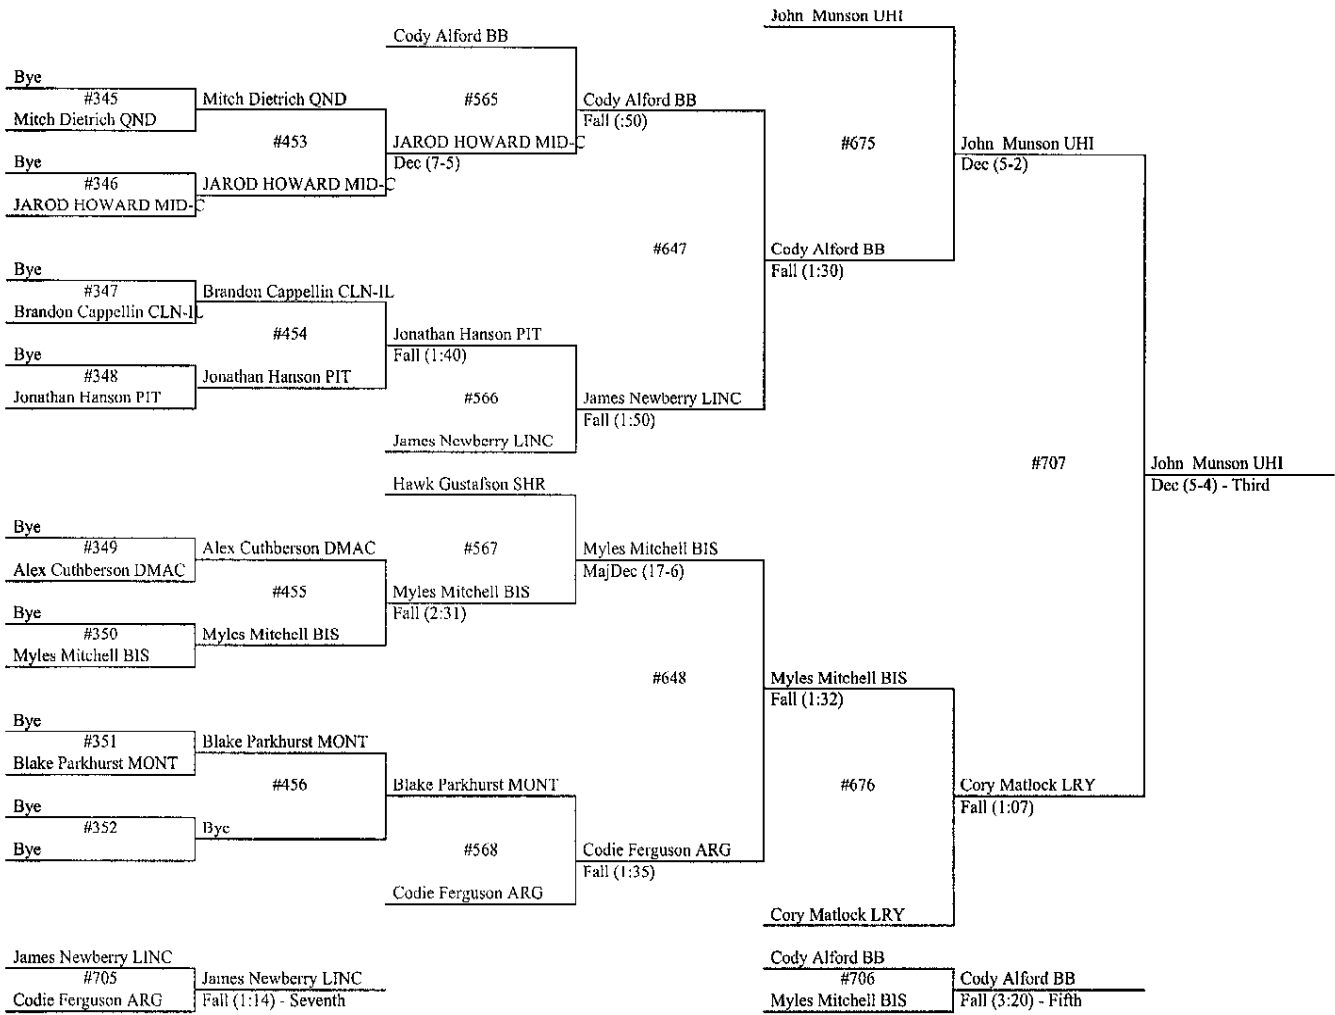 John Munson UHI
Cody Alford BB
Bye
#345
Mitch Dietrich QND
#565
Cody Alford BB
Mitch Dietrich QND
Fall (:50)
#453
JAROD HOWARD MID-C
#675
John Munson UHI
Bye
Dec (7-5)
Dec (5-2)
#346
JAROD HOWARD MID-C
JAROD HOWARD MID-C
#647
Cody Alford BB
Bye
Fall (1:30)
#347
Brandon Cappellin CLN-IL
Brandon Cappellin CLN-IL
#454
Jonathan Hanson PIT
Bye
Fall (1:40)
#348
Jonathan Hanson PIT
Jonathan Hanson PIT
#566
James Newberry LINC
Fall (1:50)
James Newberry LINC
#707
John Munson UHI
Hawk Gustafson SHR
Dec (5-4) - Third
Bye
#349
Alex Cuthberson DMAC
#567
Myles Mitchell BIS
Alex Cuthberson DMAC
MajDec (17-6)
#455
Myles Mitchell BIS
Bye
Fall (2:31)
#350
Myles Mitchell BIS
Myles Mitchell BIS
#648
Myles Mitchell BIS
Fall (1:32)
Bye
#351
Blake Parkhurst MONT
Blake Parkhurst MONT
#456
Blake Parkhurst MONT
#676
Cory Matlock LRY
Bye
Fall (1:07)
#352
Bye
Bye
#568
Codie Ferguson ARG
Fall (1:35)
Codie Ferguson ARG
Cory Matlock LRY
James Newberry LINC
Cody Alford BB
#705
James Newberry LINC
#706
Cody Alford BB
Codie Ferguson ARG
Fall (1:14) - Seventh
Myles Mitchell BIS
Fall (3:20) - Fifth